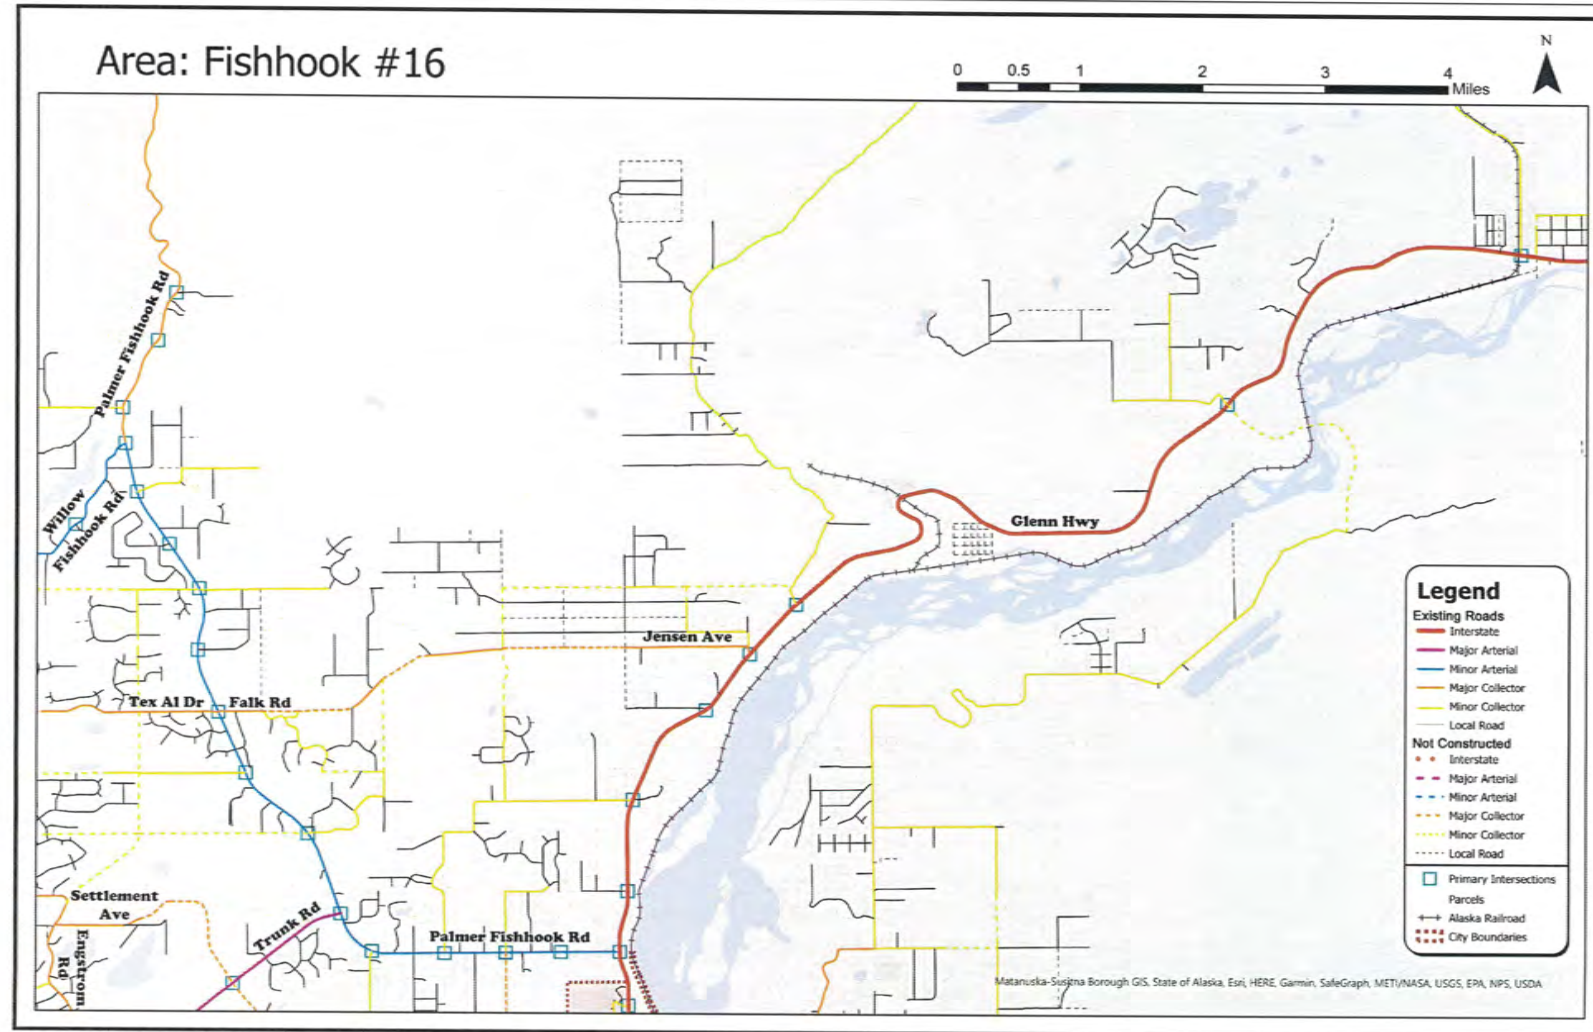 Area: Fishhook #16
N
0 0.5 1 2 3 4
Miles
Palmer Fishhook Rd
Willow
Fishhook Rd
Glenn Hwy
Jensen Ave
Tex Al Dr
Falk Rd
Settlement
Ave
Trunk Rd
Engstrom
Rd
Palmer Fishhook Rd
Legend
Existing Roads
Interstate
Major Arterial
Minor Arterial
Major Collector
Minor Collector
Local Road
Not Constructed
Interstate
Major Arterial
Minor Arterial
Major Collector
Minor Collector
Local Road
Primary Intersections
Parcels
Alaska Railroad
City Boundaries
Matanuska-Susitna Borough GIS, State of Alaska, Esri, HERE, Garmin, SafeGraph, METI/NASA, USGS, EPA, NPS, USDA